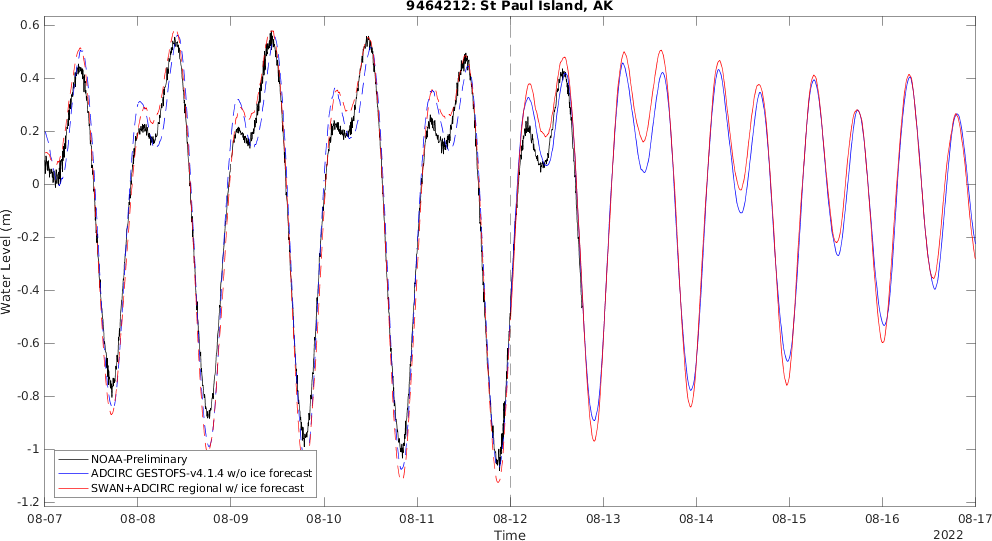 9464212: St Paul Island, AK
0.6
0.4
0.2
0
-0.2
-0.4
-0.6
-0.8
-1
-1.2
Water Level (m)
NOAA-Preliminary
ADCIRC GESTOFS-v4.1.4 w/o ice forecast
SWAN+ADCIRC regional w/ ice forecast
08-07 08-08 08-09 08-10 08-11 08-12 08-13 08-14 08-15 08-16 08-17
Time
2022